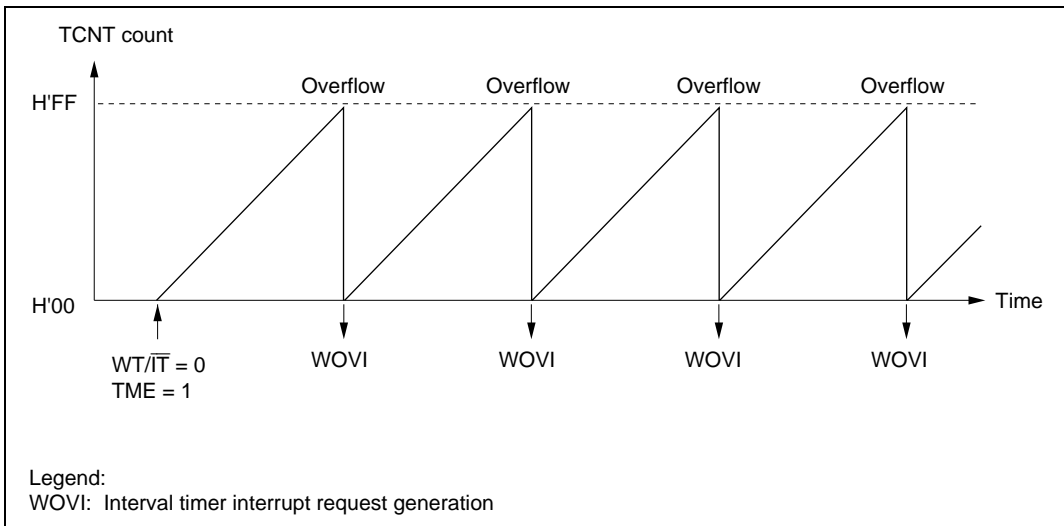 TCNT count
Overflow Overflow Overflow Overflow
H'FF
H'00
Time
WT/I̅T̅ = 0
TME = 1
WOVI WOVI WOVI WOVI
Legend:
WOVI: Interval timer interrupt request generation